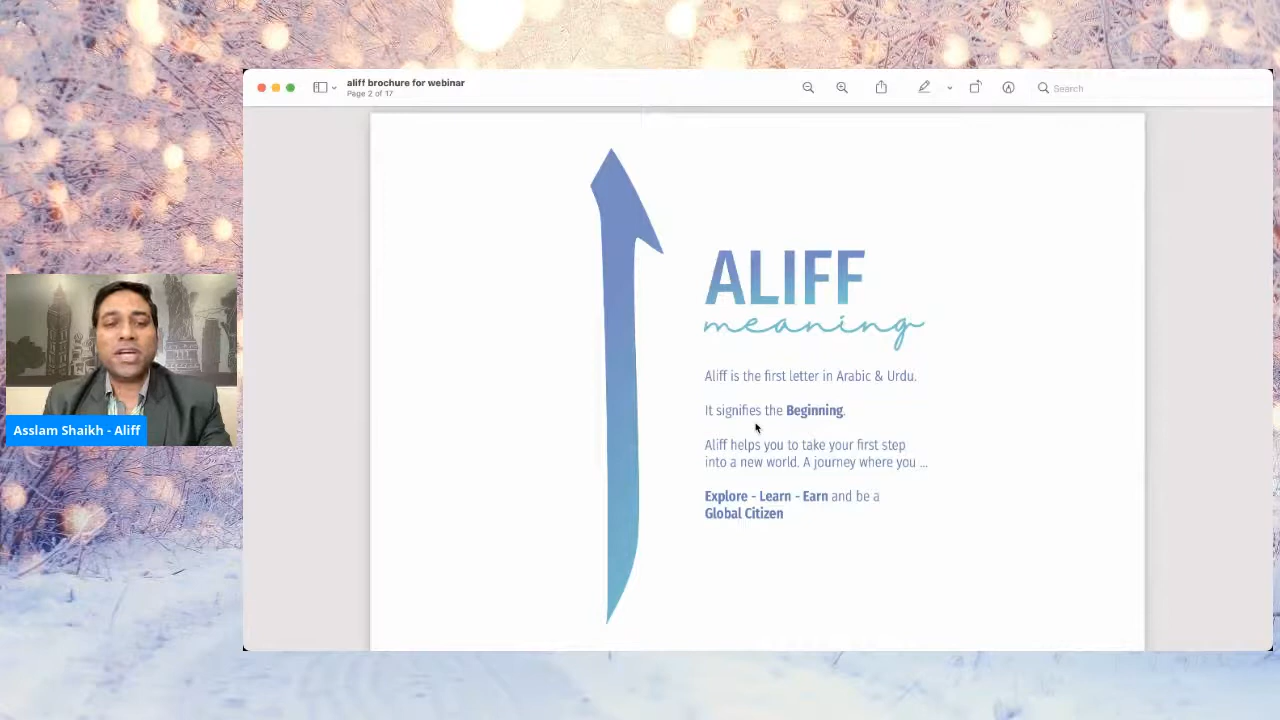 aliff brochure for webinar
Page 2 of 17
Search
ALIFF
meaning
Aliff is the first letter in Arabic & Urdu.
It signifies the Beginning.
Aliff helps you to take your first step
into a new world. A journey where you ...
Explore - Learn - Earn and be a
Global Citizen
Asslam Shaikh - Aliff